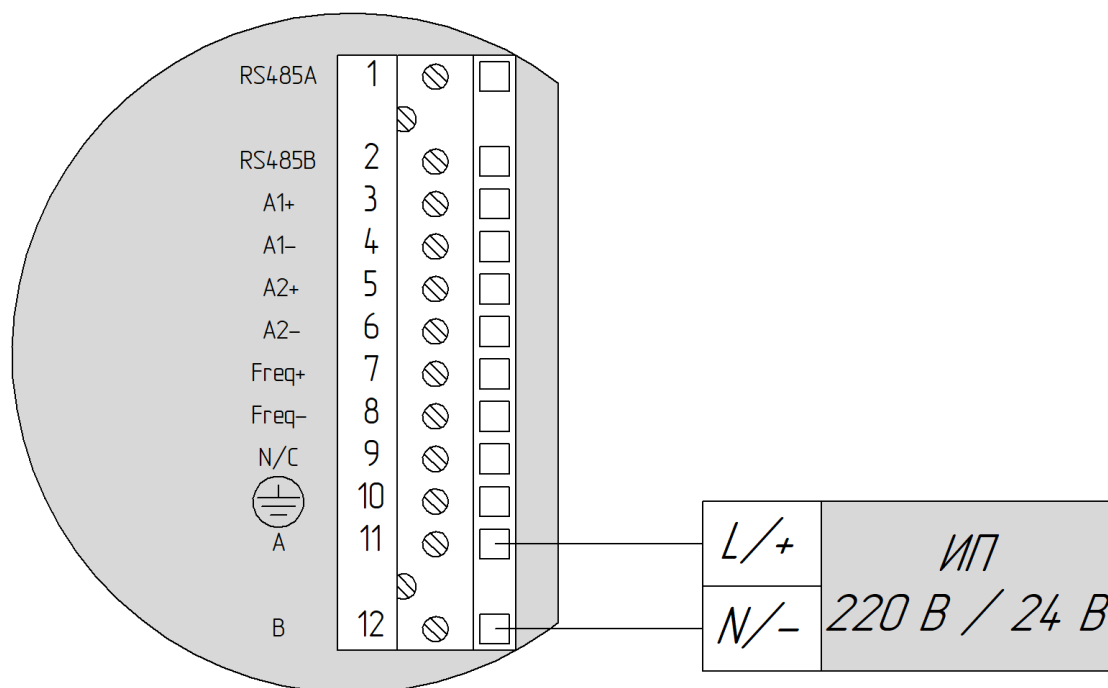 RS485A 1
RS485B 2
A1+ 3
A1- 4
A2+ 5
A2- 6
Freq+ 7
Freq- 8
N/C 9
10
A 11
B 12
L/+
N/-
ИП
220 В / 24 В